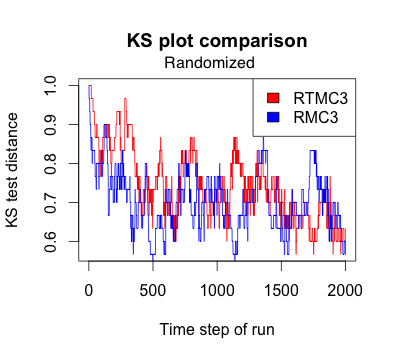 KS plot comparison
Randomized
RTMC3
RMC3
KS test distance
1.0
0.9
0.8
0.7
0.6
0 500 1000 1500 2000
Time step of run